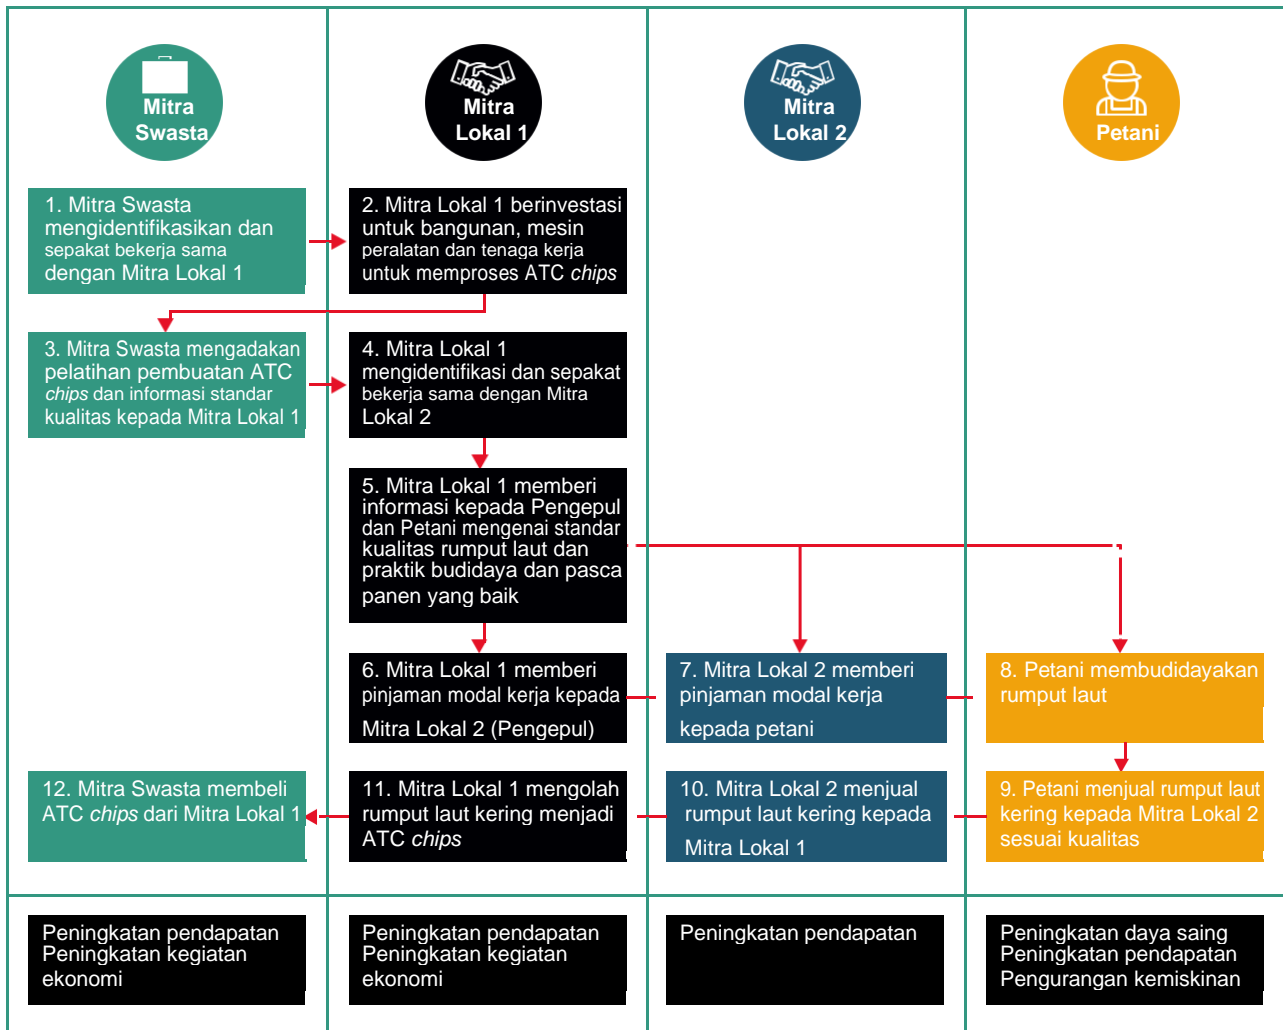 Mitra
Swasta
Mitra
Lokal 1
Mitra
Lokal 2
Petani
1. Mitra Swasta
mengidentifikasikan dan
sepakat bekerja sama
dengan Mitra Lokal 1
2. Mitra Lokal 1 berinvestasi
untuk bangunan, mesin
peralatan dan tenaga kerja
untuk memproses ATC chips
3. Mitra Swasta mengadakan
pelatihan pembuatan ATC
chips dan informasi standar
kualitas kepada Mitra Lokal 1
4. Mitra Lokal 1
mengidentifikasi dan sepakat
bekerja sama dengan Mitra
Lokal 2
5. Mitra Lokal 1 memberi
informasi kepada Pengepul
dan Petani mengenai standar
kualitas rumput laut dan
praktik budidaya dan pasca
panen yang baik
6. Mitra Lokal 1 memberi
pinjaman modal kerja kepada
Mitra Lokal 2 (Pengepul)
7. Mitra Lokal 2 memberi
pinjaman modal kerja
kepada petani
8. Petani membudidayakan
rumput laut
12. Mitra Swasta membeli
ATC chips dari Mitra Lokal 1
11. Mitra Lokal 1 mengolah
rumput laut kering menjadi
ATC chips
10. Mitra Lokal 2 menjual
rumput laut kering kepada
Mitra Lokal 1
9. Petani menjual rumput laut
kering kepada Mitra Lokal 2
sesuai kualitas
Peningkatan pendapatan
Peningkatan kegiatan
ekonomi
Peningkatan pendapatan
Peningkatan kegiatan
ekonomi
Peningkatan pendapatan
Peningkatan daya saing
Peningkatan pendapatan
Pengurangan kemiskinan